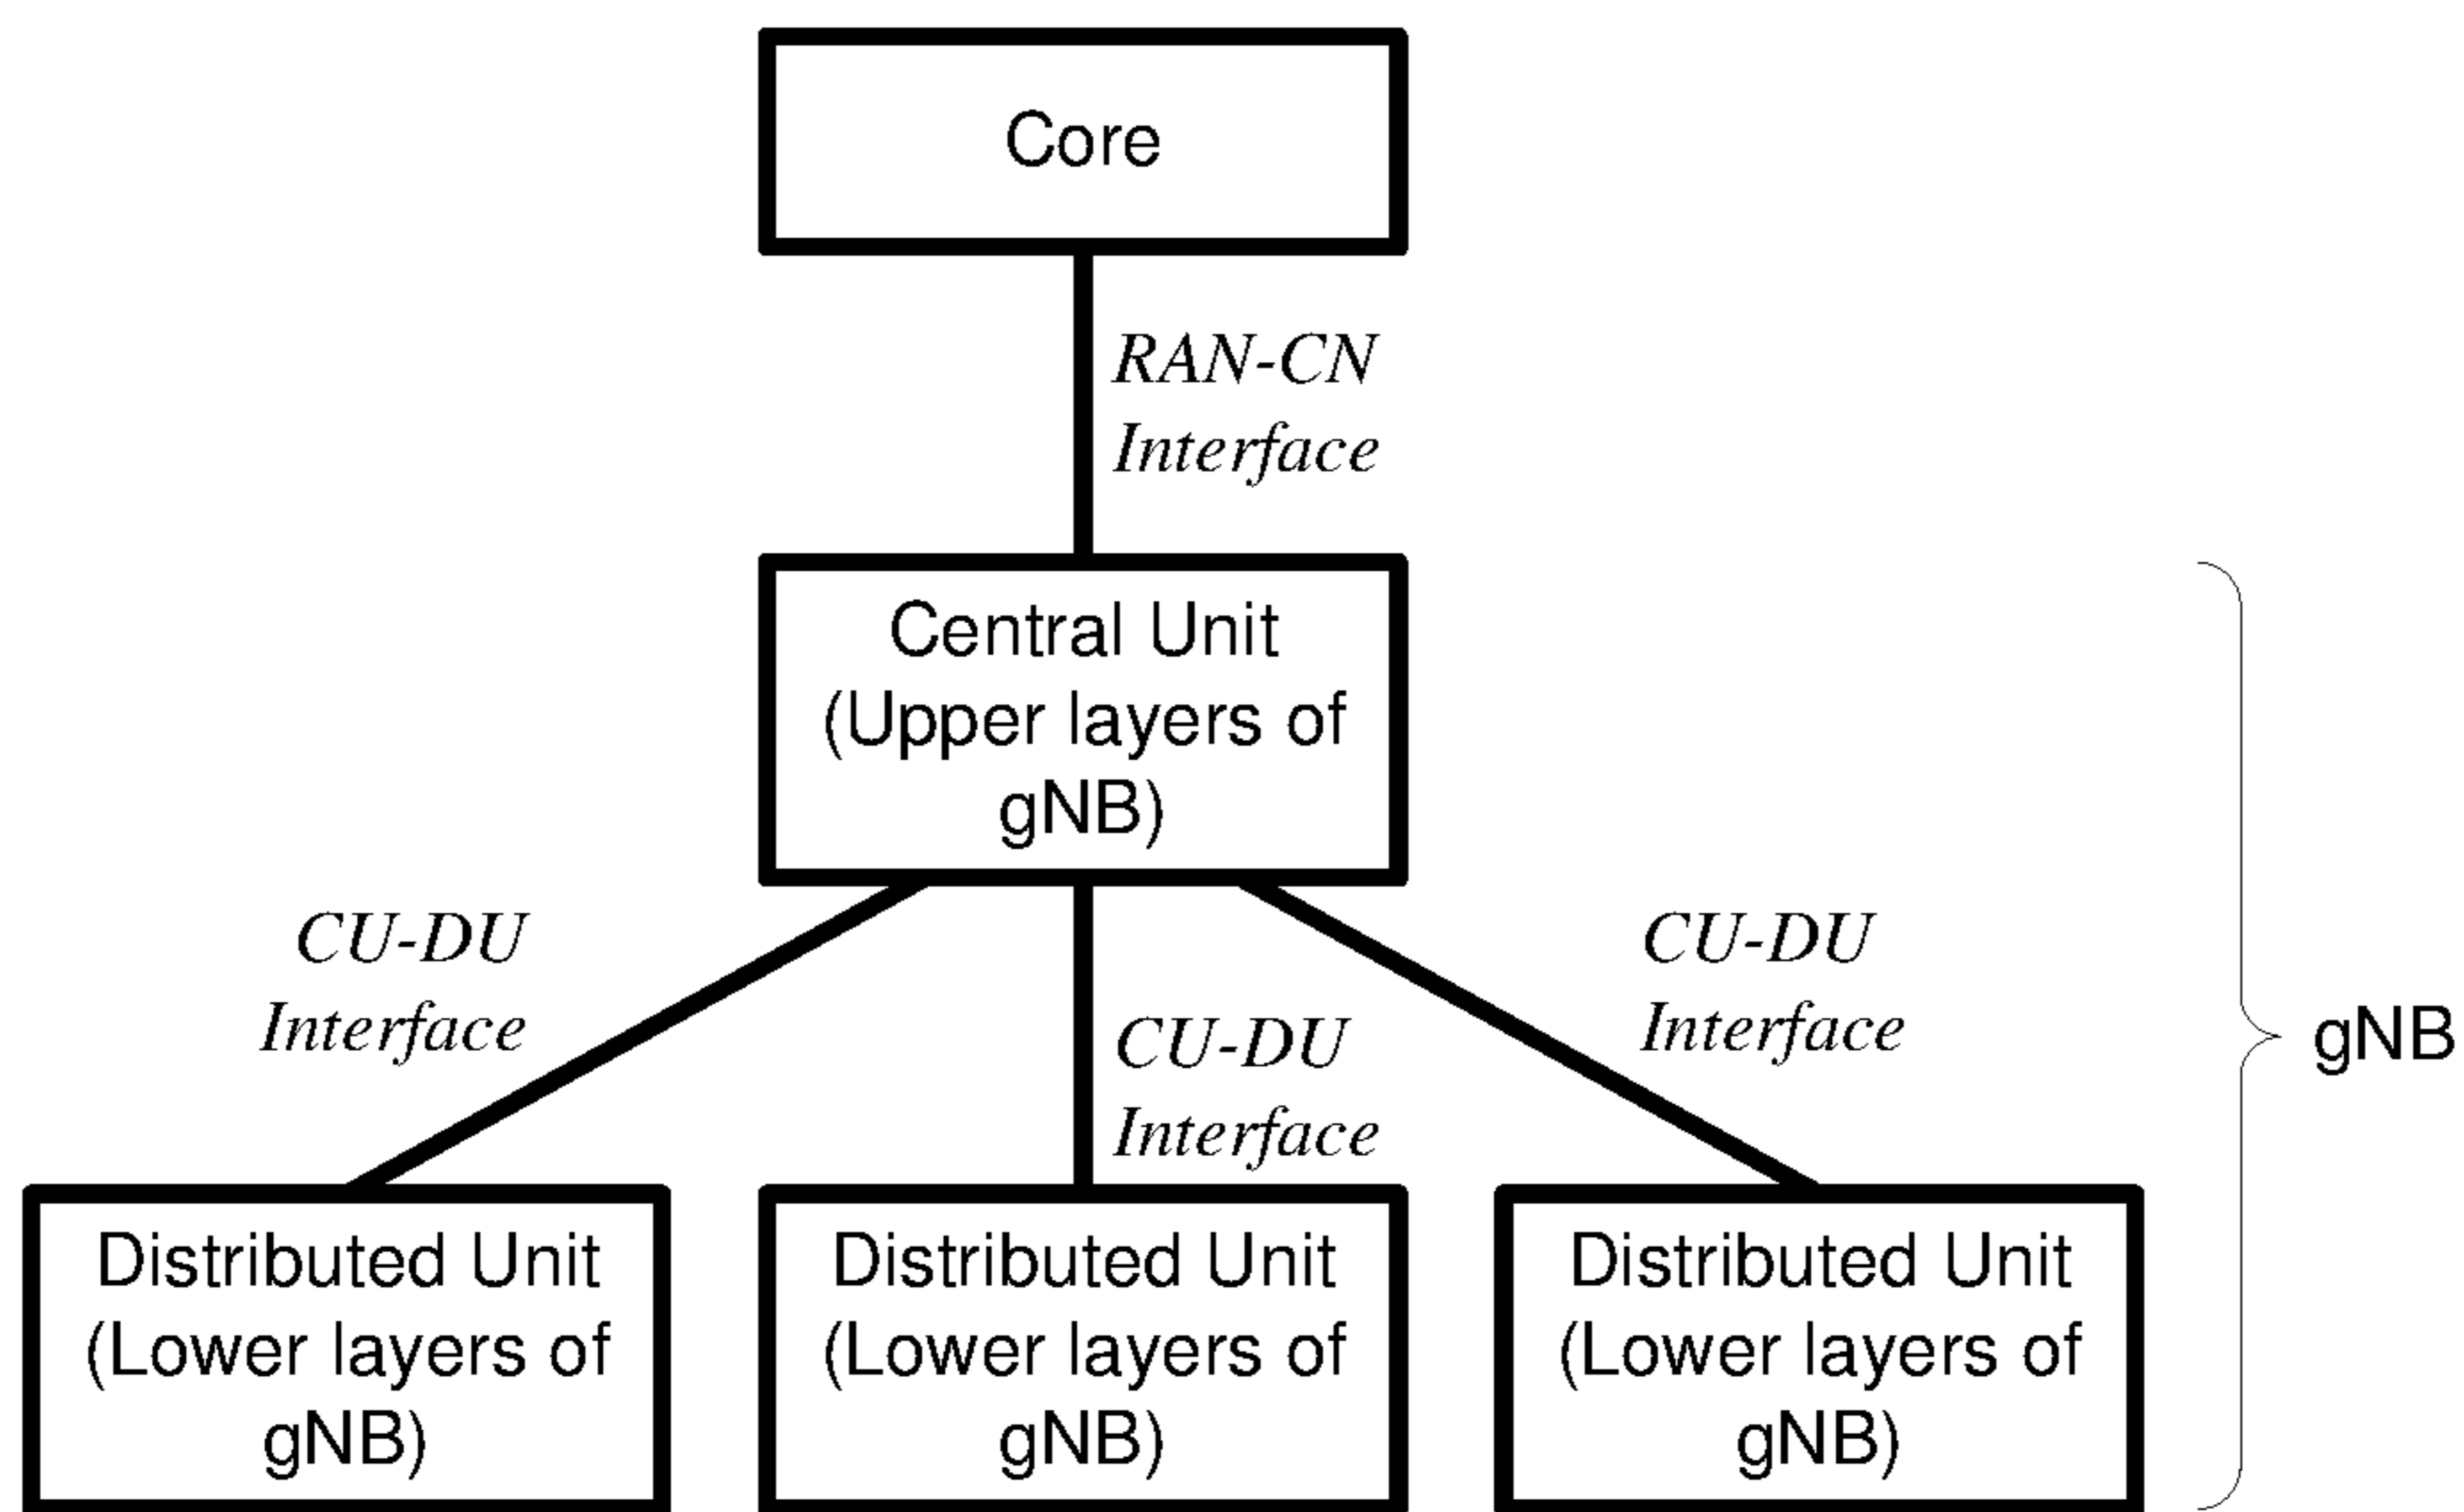 Core
RAN-CN
Interface
Central Unit
(Upper layers of
gNB)
CU-DU
Interface
CU-DU
Interface
CU-DU
Interface
gNB
Distributed Unit
(Lower layers of
gNB)
Distributed Unit
(Lower layers of
gNB)
Distributed Unit
(Lower layers of
gNB)